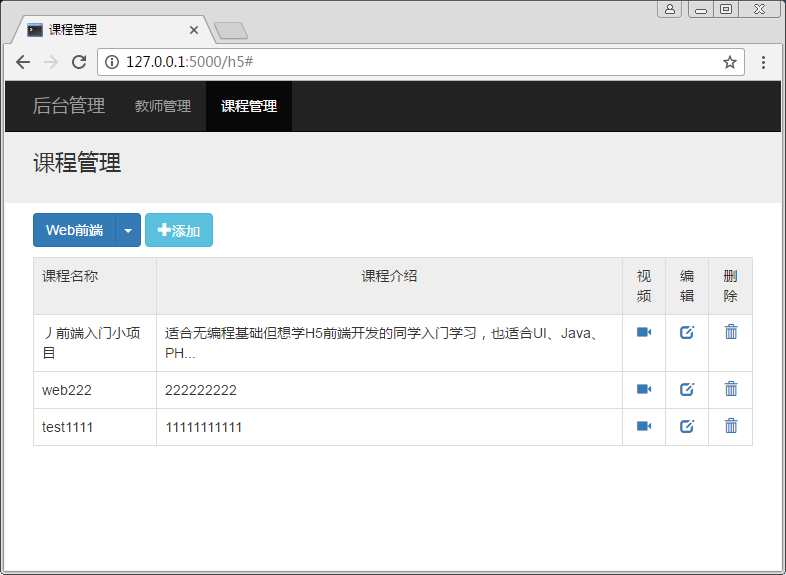 课程管理
127.0.0.1:5000/h5#
后台管理 教师管理 课程管理
课程管理
Web前端 添加
课程名称 课程介绍 视频 编辑 删除
丿前端入门小项目 适合无编程基础但想学H5前端开发的同学入门学习，也适合UI、Java、
PH...
web222 222222222
test1111 11111111111